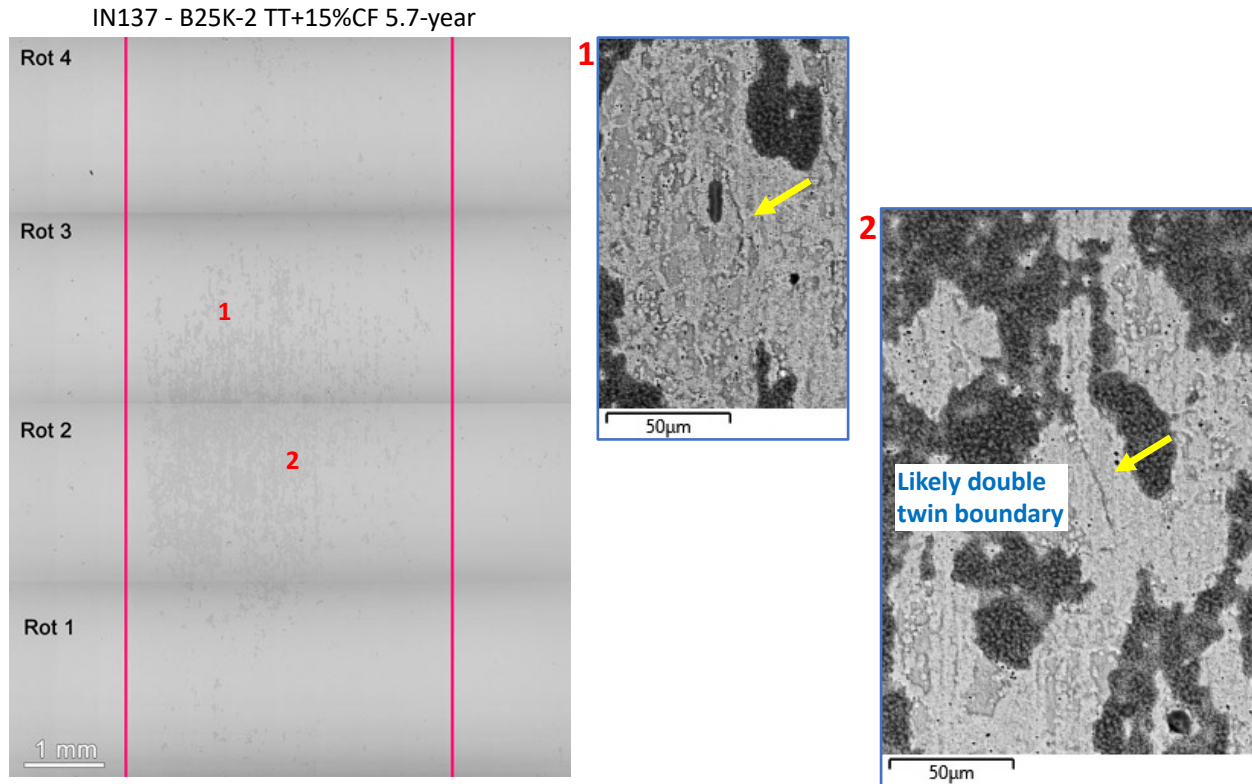 IN137 - B25K-2 TT+15%CF 5.7-year
Rot 4
Rot 3
1
Rot 2
2
Rot 1
1 mm
1
50µm
2
Likely double
twin boundary
50µm